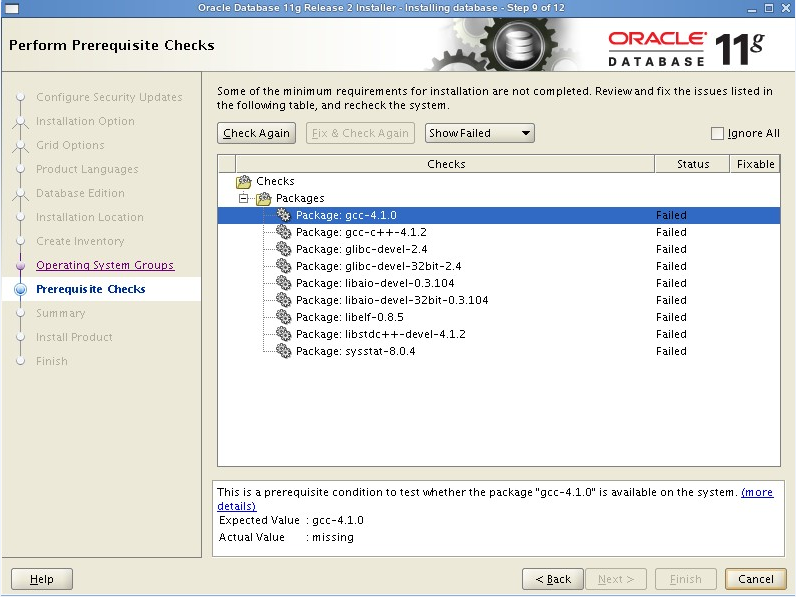 Oracle Database 11g Release 2 Installer - Installing database - Step 9 of 12
Perform Prerequisite Checks
ORACLE
DATABASE
11g
Configure Security Updates
Installation Option
Grid Options
Product Languages
Database Edition
Installation Location
Create Inventory
Operating System Groups
Prerequisite Checks
Summary
Install Product
Finish
Some of the minimum requirements for installation are not completed. Review and fix the issues listed in
the following table, and recheck the system.
Check Again
Fix & Check Again
Show Failed
Ignore All
Checks Status Fixable
Checks
Packages
Package: gcc-4.1.0 Failed
Package: gcc-c++-4.1.2 Failed
Package: glibc-devel-2.4 Failed
Package: glibc-devel-32bit-2.4 Failed
Package: libaio-devel-0.3.104 Failed
Package: libaio-devel-32bit-0.3.104 Failed
Package: libelf-0.8.5 Failed
Package: libstdc++-devel-4.1.2 Failed
Package: sysstat-8.0.4 Failed
This is a prerequisite condition to test whether the package "gcc-4.1.0" is available on the system. (more
details)
Expected Value : gcc-4.1.0
Actual Value : missing
Help
< Back
Next >
Finish
Cancel